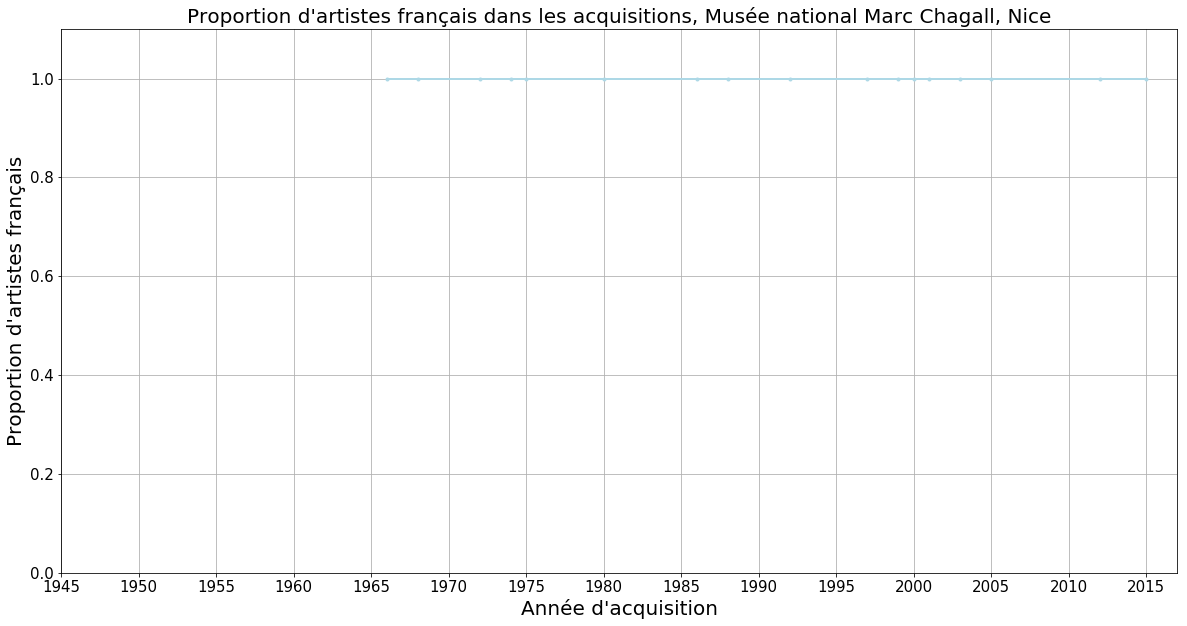 Proportion d'artistes français dans les acquisitions, Musée national Marc Chagall, Nice
Proportion d'artistes français
1.0
0.8
0.6
0.4
0.2
0.0
1945 1950 1955 1960 1965 1970 1975 1980 1985 1990 1995 2000 2005 2010 2015
Année d'acquisition